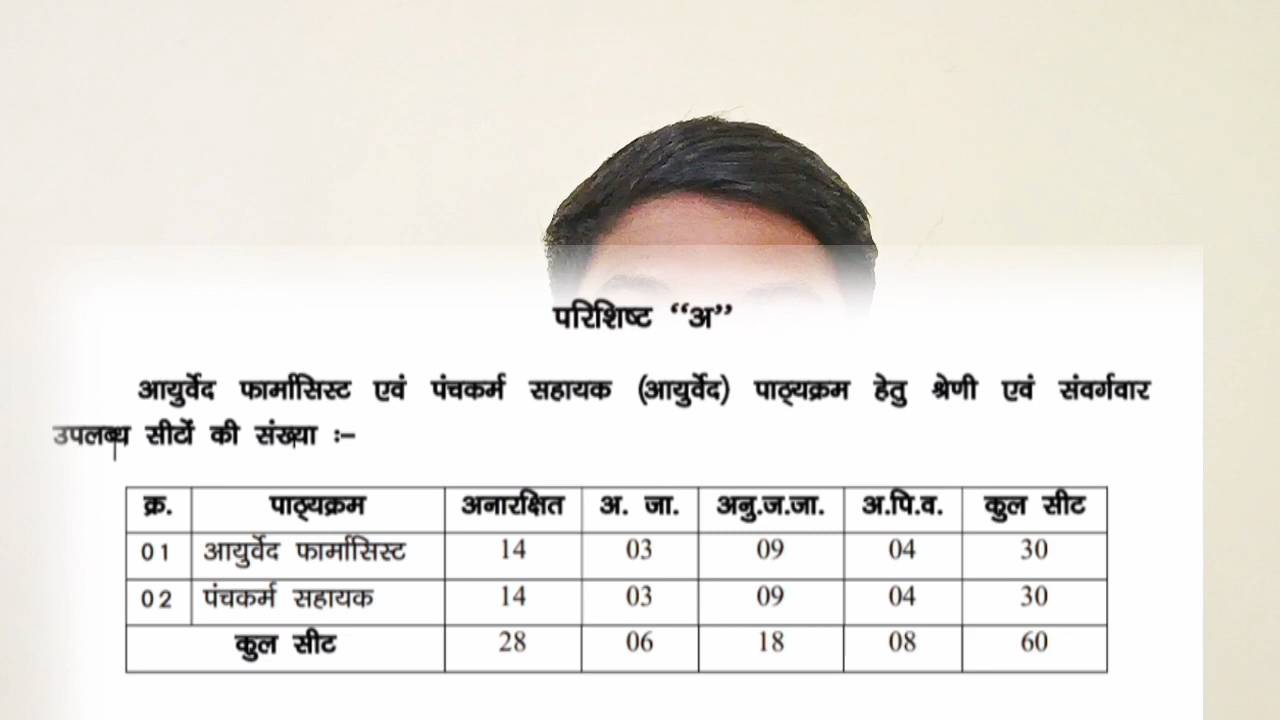 परिशिष्ट “अ”
आयुर्वेद फार्मासिस्ट एवं पंचकर्म सहायक (आयुर्वेद) पाठ्यक्रम हेतु श्रेणी एवं संवर्गवार
उपलब्ध सीटों की संख्या :–
क्र. पाठ्यक्रम अनारक्षित अ. जा. अनु.ज.जा. अ.पि.व. कुल सीट
01 आयुर्वेद फार्मासिस्ट 14 03 09 04 30
02 पंचकर्म सहायक 14 03 09 04 30
कुल सीट 28 06 18 08 60